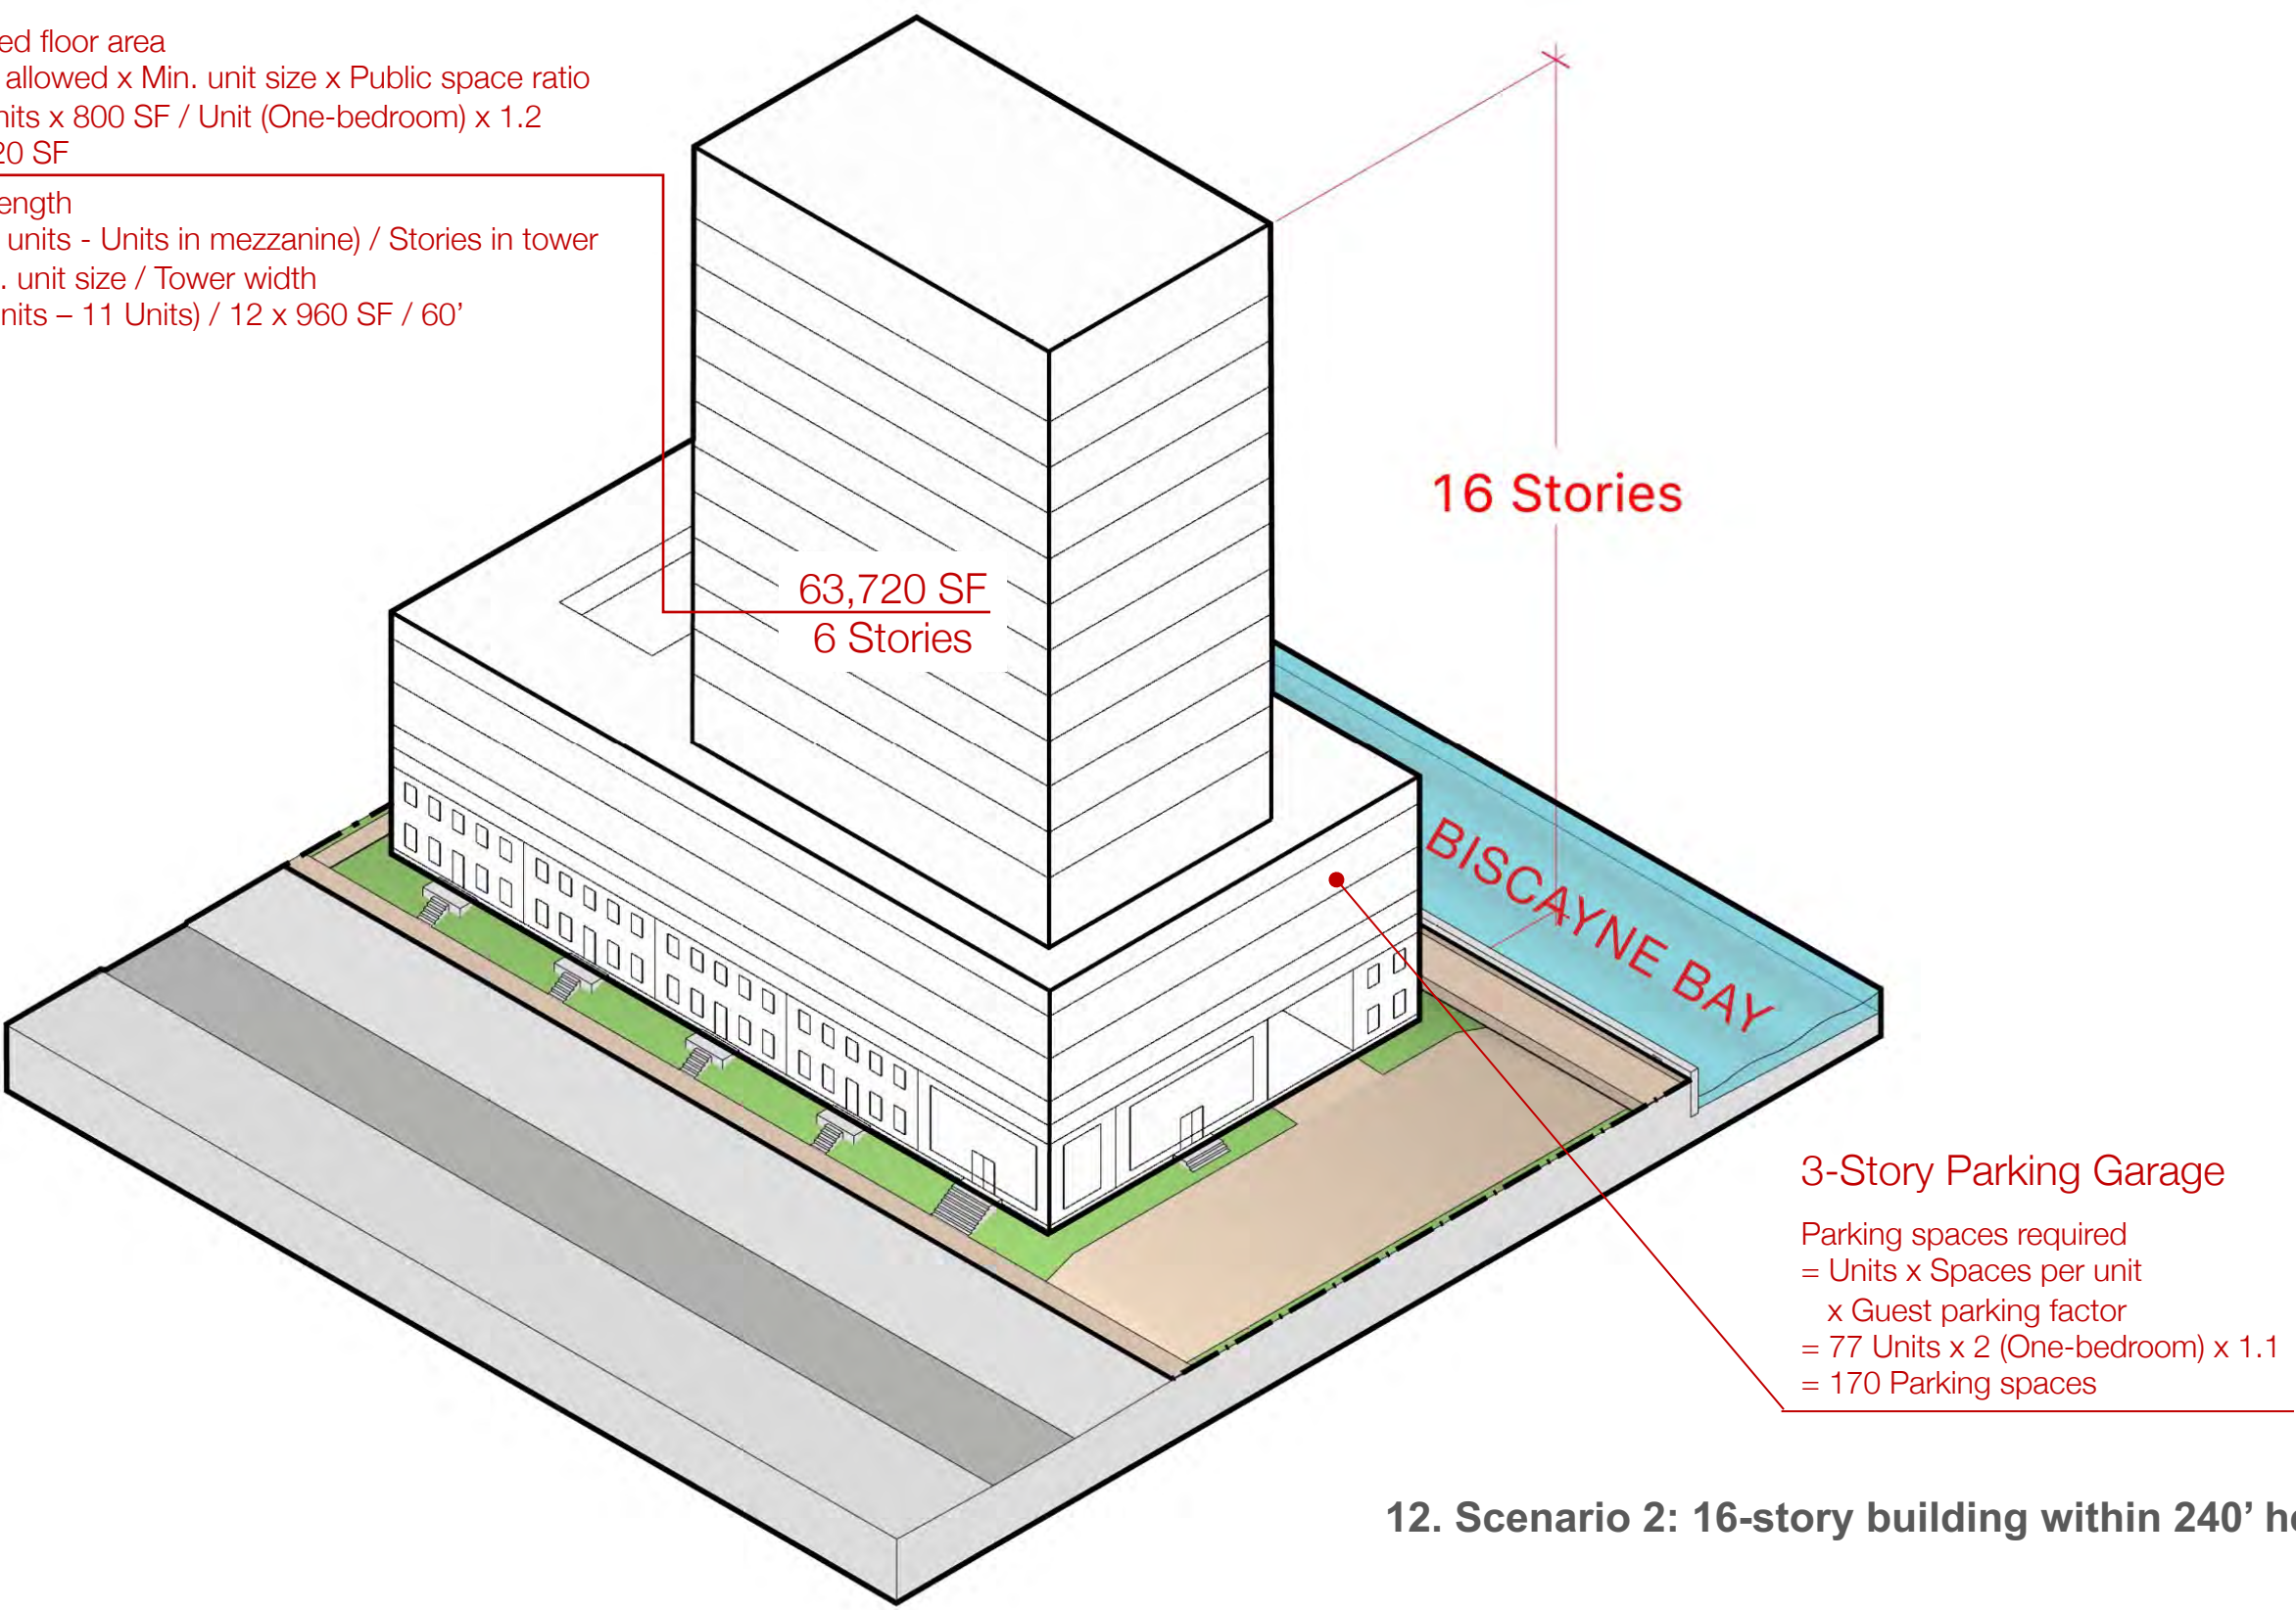 ed floor area
allowed x Min. unit size x Public space ratio
nits x 800 SF / Unit (One-bedroom) x 1.2
20 SF
ength
units - Units in mezzanine) / Stories in tower
. unit size / Tower width
nits – 11 Units) / 12 x 960 SF / 60’
16 Stories
63,720 SF
6 Stories
BISCAYNE BAY
3-Story Parking Garage
Parking spaces required
= Units x Spaces per unit
x Guest parking factor
= 77 Units x 2 (One-bedroom) x 1.1
= 170 Parking spaces
12. Scenario 2: 16-story building within 240’ he